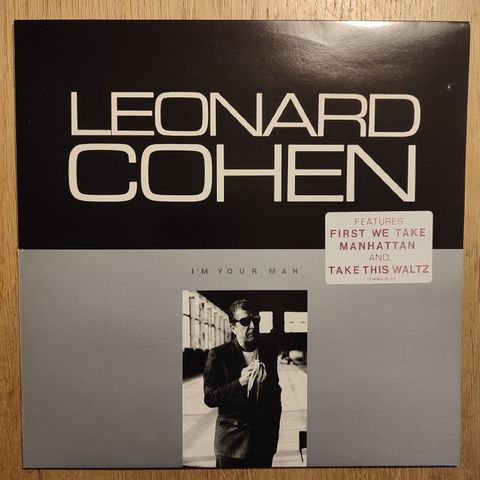 LEONARD
COHEN
FEATURES
FIRST WE TAKE
MANHATTAN
AND
TAKE THIS WALTZ
I'M YOUR MAN